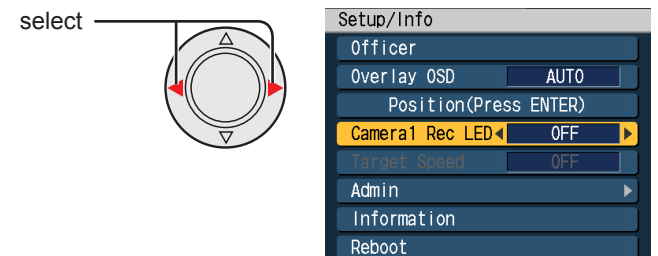 select
Setup/Info
Officer
Overlay OSD AUTO
Position(Press ENTER)
Camera1 Rec LED OFF
Target Speed OFF
Admin
Information
Reboot